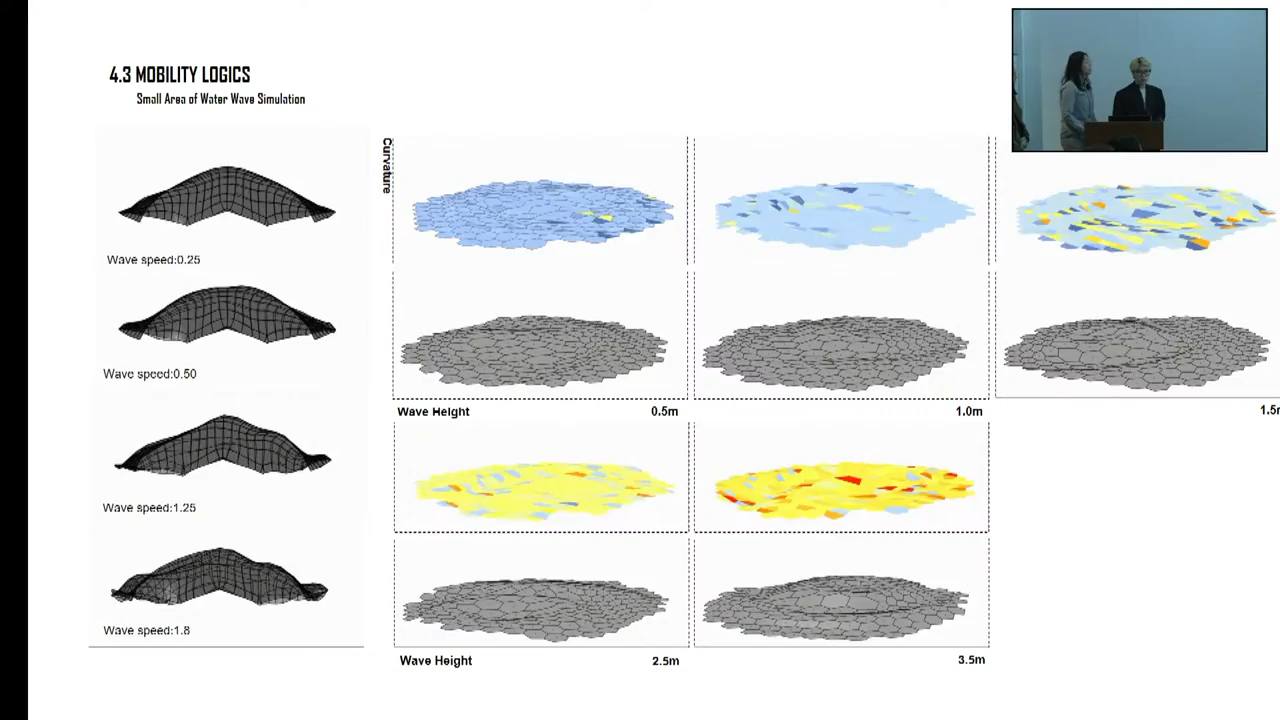 4.3 MOBILITY LOGICS
Small Area of Water Wave Simulation
Curvature
Wave speed:0.25
Wave speed:0.50
Wave speed:1.25
Wave speed:1.8
Wave Height 0.5m 1.0m 1.5
Wave Height 2.5m 3.5m